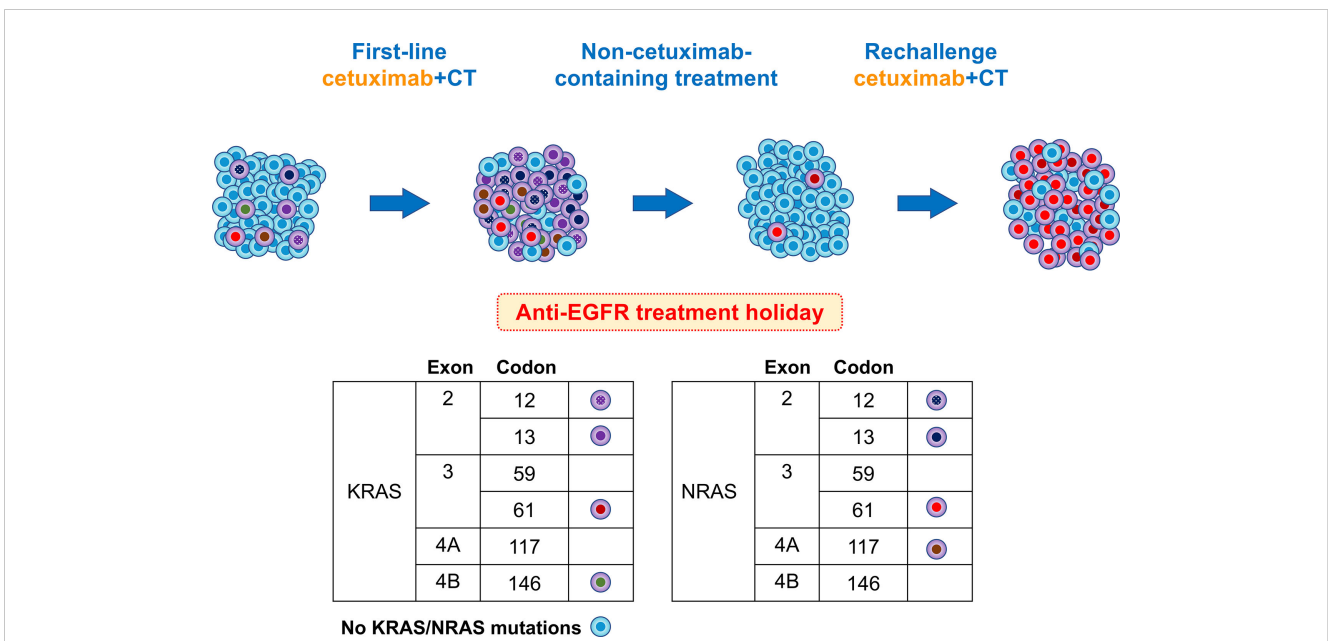 First-line
cetuximab+CT
Non-cetuximab-
containing treatment
Rechallenge
cetuximab+CT
Anti-EGFR treatment holiday
Exon Codon
KRAS
2 12
13
3 59
61
4A 117
4B 146
Exon Codon
NRAS
2 12
13
3 59
61
4A 117
4B 146
No KRAS/NRAS mutations